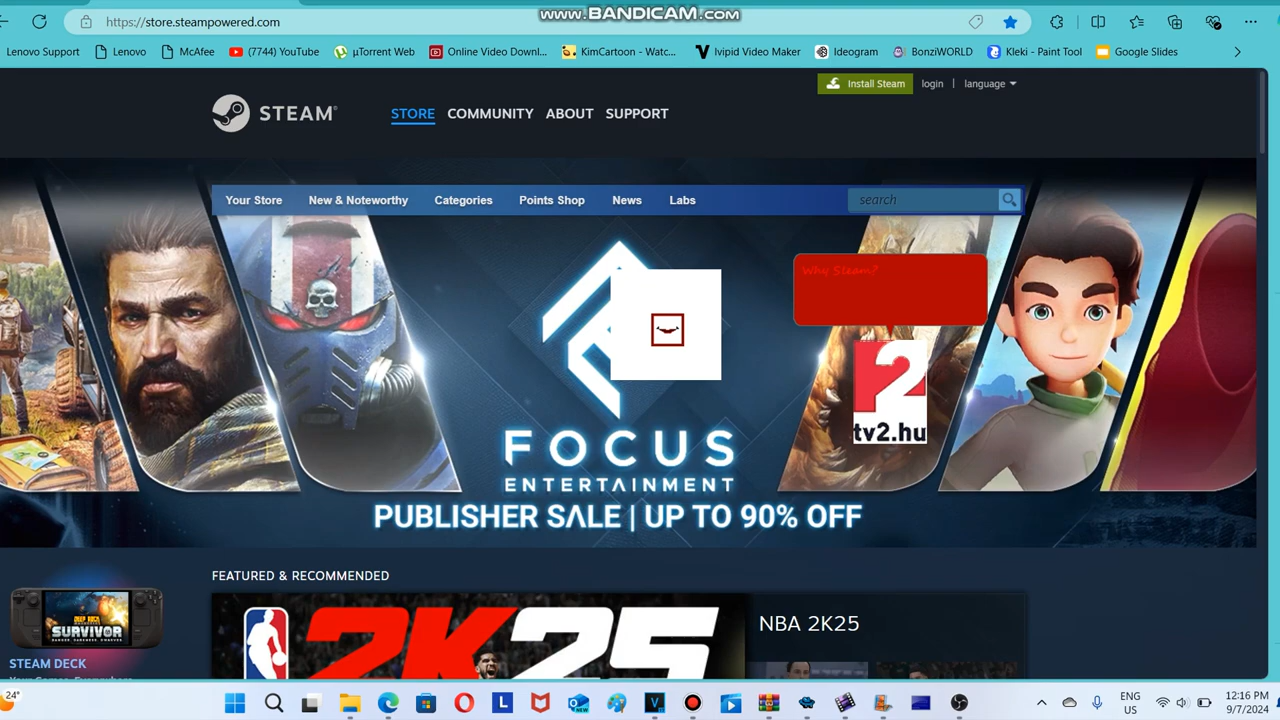 www.BANDICAM.com
https://store.steampowered.com
Lenovo Support
Lenovo
McAfee
(7744) YouTube
µTorrent Web
Online Video Downl...
KimCartoon - Watc...
Ivipid Video Maker
Ideogram
BonziWORLD
Kleki - Paint Tool
Google Slides
Install Steam
login
language
STEAM®
STORE
COMMUNITY
ABOUT
SUPPORT
Your Store
New & Noteworthy
Categories
Points Shop
News
Labs
search
Why Steam?
2
tv2.hu
FOCUS
ENTERTAINMENT
PUBLISHER SALE | UP TO 90% OFF
FEATURED & RECOMMENDED
DEEP ROCK
SURVIVOR
STEAM DECK
2K25
NBA 2K25
24°
NEW
ENG
US
12:16 PM
9/7/2024